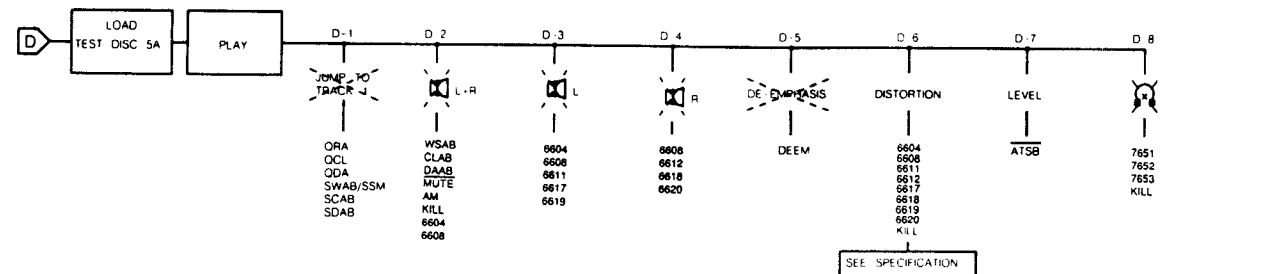 D
LOAD
TEST DISC 5A
PLAY
D-1
D 2
D-3
D 4
D-5
D 6
D-7
D 8
JUMP TO
TRACK 1
L+R
L
R
DE-EMPHASIS
DISTORTION
LEVEL
QRA
QCL
QDA
SWAB/SSM
SCAB
SDAB
WSAB
CLAB
DAAB
MUTE
AM
KILL
6604
6608
6604
6608
6611
6617
6619
6608
6612
6618
6620
DEEM
6604
6608
6611
6612
6617
6618
6619
6620
KILL
SEE SPECIFICATION
ATSB
7651
7652
7653
KILL